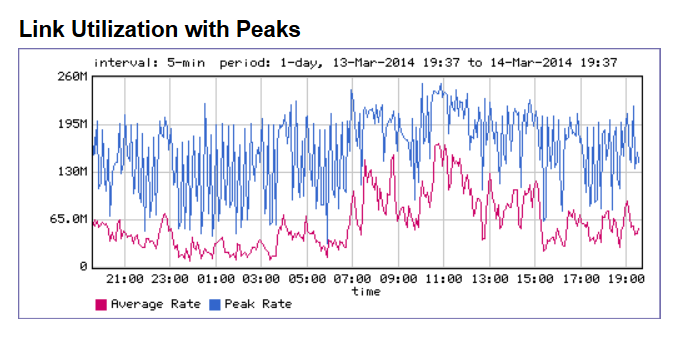 Link Utilization with Peaks
interval: 5-min period: 1-day, 13-Mar-2014 19:37 to 14-Mar-2014 19:37
260M
195M
130M
65.0M
0
21:00 23:00 01:00 03:00 05:00 07:00 09:00 11:00 13:00 15:00 17:00 19:00
time
Average Rate Peak Rate